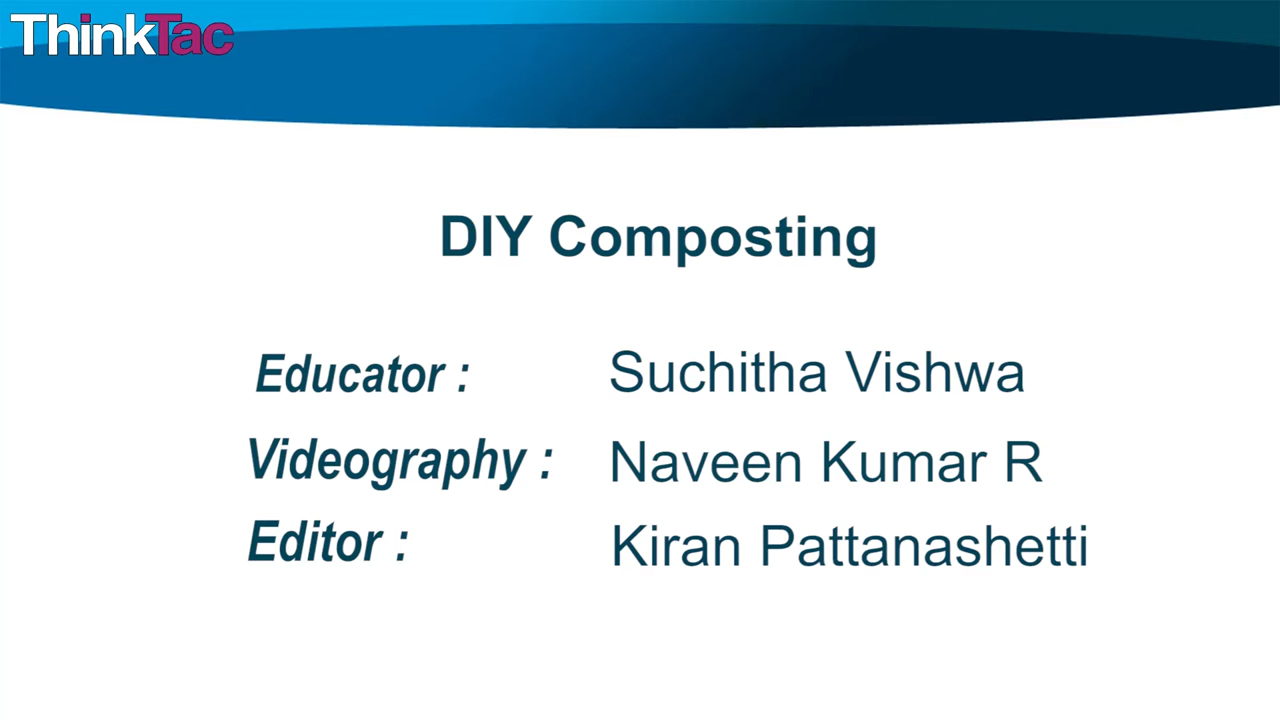 ThinkTac
DIY Composting
Educator : Suchitha Vishwa
Videography : Naveen Kumar R
Editor : Kiran Pattanashetti